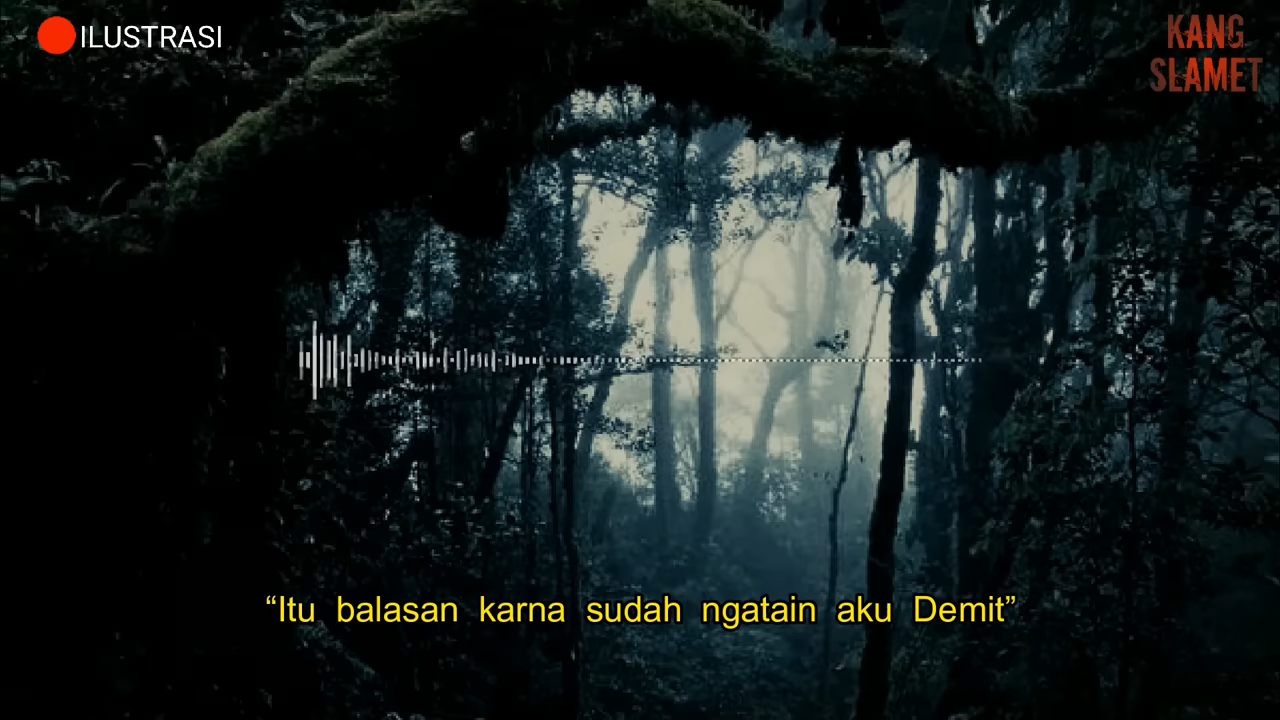 ILUSTRASI
KANG
SLAMET
“Itu balasan karna sudah ngatain aku Demit”